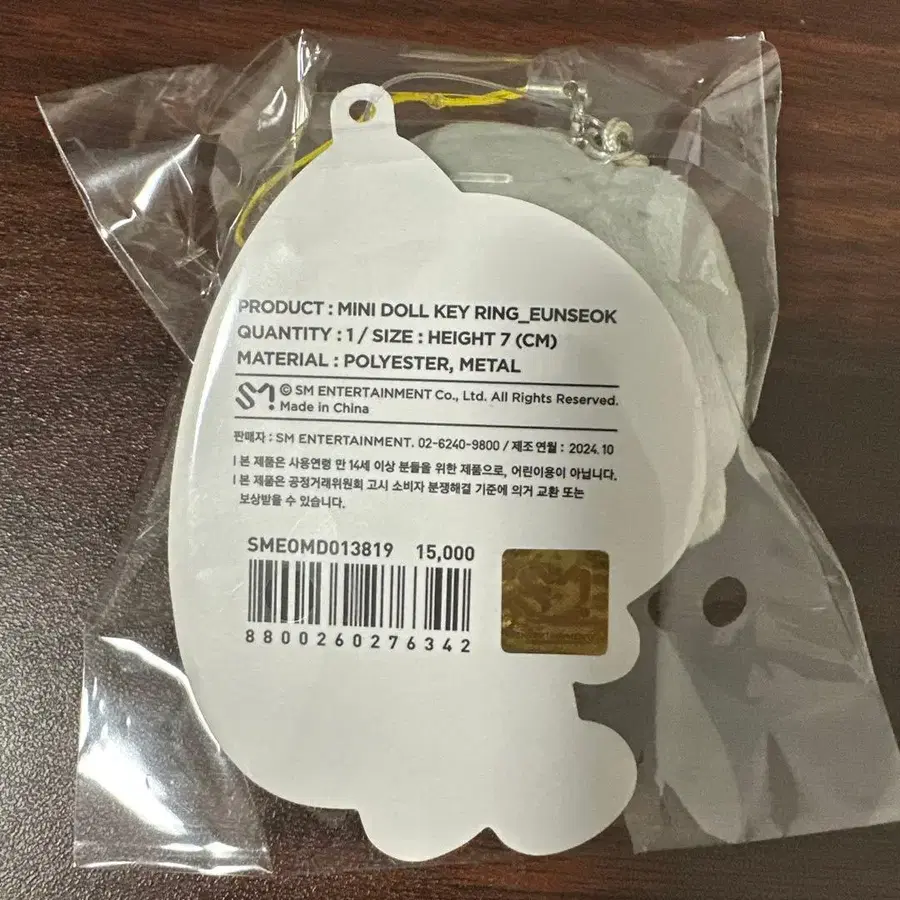 PRODUCT : MINI DOLL KEY RING_EUNSEOK
QUANTITY : 1 / SIZE : HEIGHT 7 (CM)
MATERIAL : POLYESTER, METAL
SM © SM ENTERTAINMENT Co., Ltd. All Rights Reserved.
Made in China
판매자 : SM ENTERTAINMENT. 02-6240-9800 / 제조 연월 : 2024. 10
l 본 제품은 사용연령 만 14세 이상 분들을 위한 제품으로, 어린이용이 아닙니다.
l 본 제품은 공정거래위원회 고시 소비자 분쟁해결 기준에 의거 교환 또는
보상받을 수 있습니다.
SMEOMD013819 15,000
8800260276342
SM
Entertainment